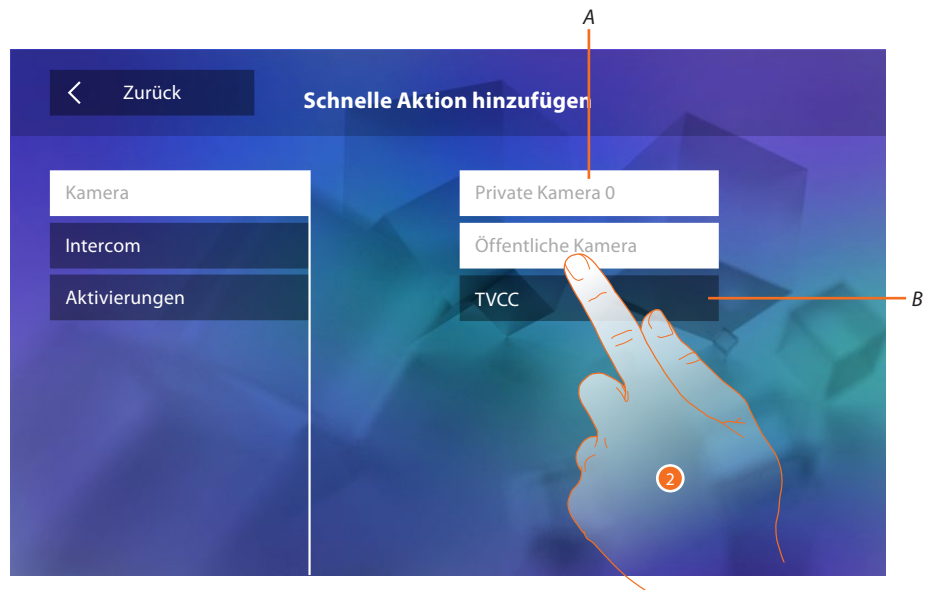 A
Zurück
Schnelle Aktion hinzufügen
Kamera
Private Kamera 0
Intercom
Öffentliche Kamera
Aktivierungen
TVCC
B
2